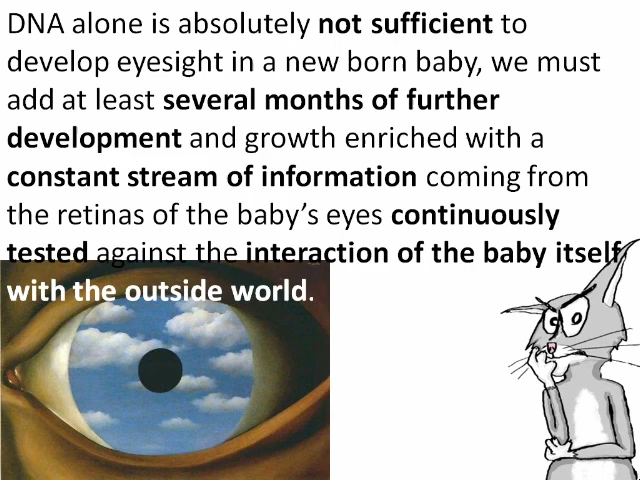 DNA alone is absolutely not sufficient to
develop eyesight in a new born baby, we must
add at least several months of further
development and growth enriched with a
constant stream of information coming from
the retinas of the baby’s eyes continuously
tested against the interaction of the baby itself
with the outside world.